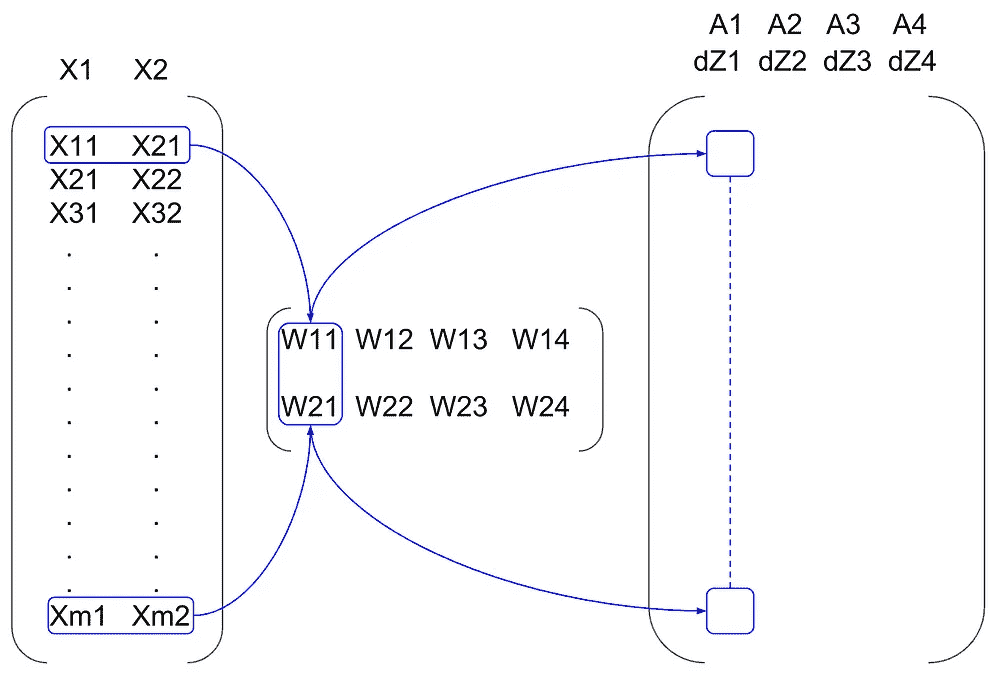 A1 A2 A3 A4
dZ1 dZ2 dZ3 dZ4
X1 X2
X11 X21
X21 X22
X31 X32
. .
. .
. .
. .
. .
. .
. .
. .
. .
. .
. .
Xm1 Xm2
W11 W12 W13 W14
W21 W22 W23 W24